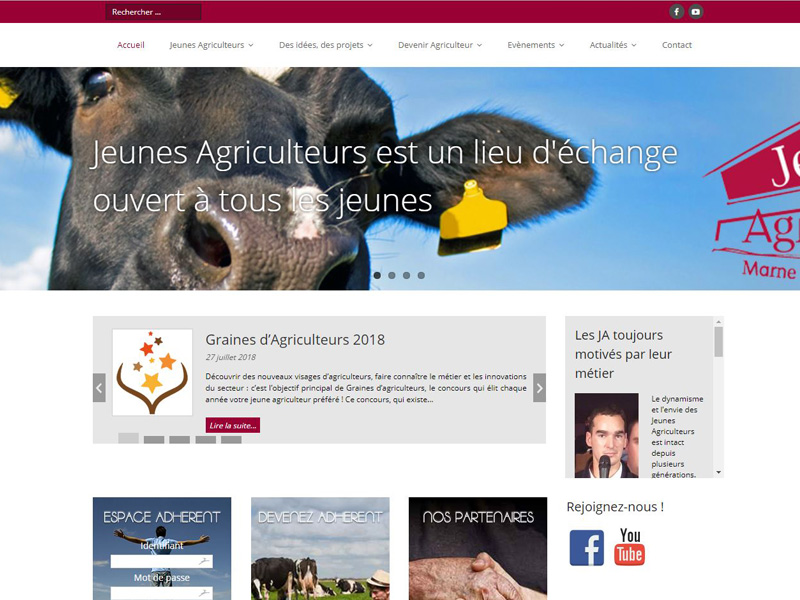 Rechercher ...
Accueil Jeunes Agriculteurs Des idées, des projets Devenir Agriculteur Evènements Actualités Contact
Jeunes Agriculteurs est un lieu d'échange
ouvert à tous les jeunes
Je
Agri
Marne
Graines d'Agriculteurs 2018
27 juillet 2018
Découvrir des nouveaux visages d'agriculteurs, faire connaître le métier et les innovations
du secteur : c'est l'objectif principal de Graines d'agriculteurs, le concours qui élit chaque
année votre jeune agriculteur préféré ! Ce concours, qui existe...
Lire la suite...
Les JA toujours
motivés par leur
métier
Le dynamisme
et l'envie des
Jeunes
Agriculteurs
est intact
depuis
plusieurs
générations.
ESPACE ADHERENT
Identifiant
Mot de passe
DEVENEZ ADHERENT
NOS PARTENAIRES
Rejoignez-nous !
f
You
Tube